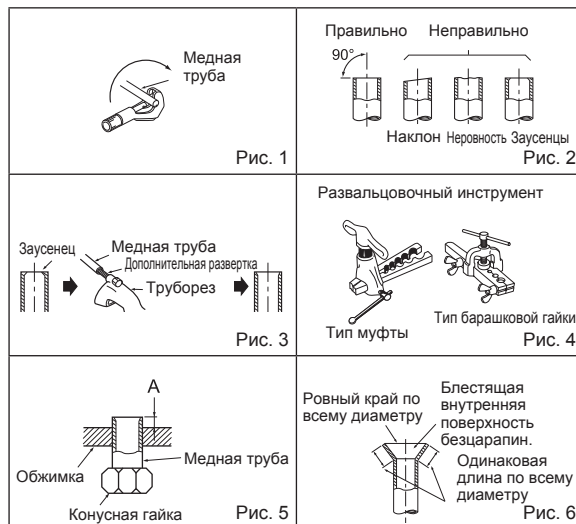 Медная
труба
Рис. 1
Правильно
Неправильно
90°
Наклон Неровность Заусенцы
Рис. 2
Заусенец
Медная труба
Дополнительная развертка
Труборез
Рис. 3
Развальцовочный инструмент
Тип муфты
Тип барашковой гайки
Рис. 4
A
Обжимка
Медная труба
Конусная гайка
Рис. 5
Ровный край по
всему диаметру
Блестящая
внутренняя
поверхность
безцарапин.
Одинаковая
длина по всему
диаметру
Рис. 6